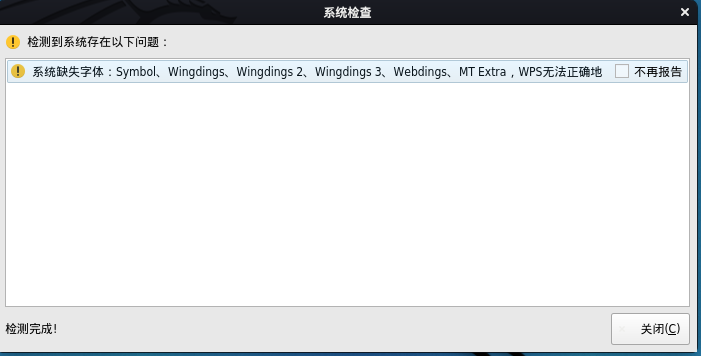 系统检查
检测到系统存在以下问题：
系统缺失字体：Symbol、Wingdings、Wingdings 2、Wingdings 3、Webdings、MT Extra，WPS无法正确地 不再报告
检测完成!
关闭(C)